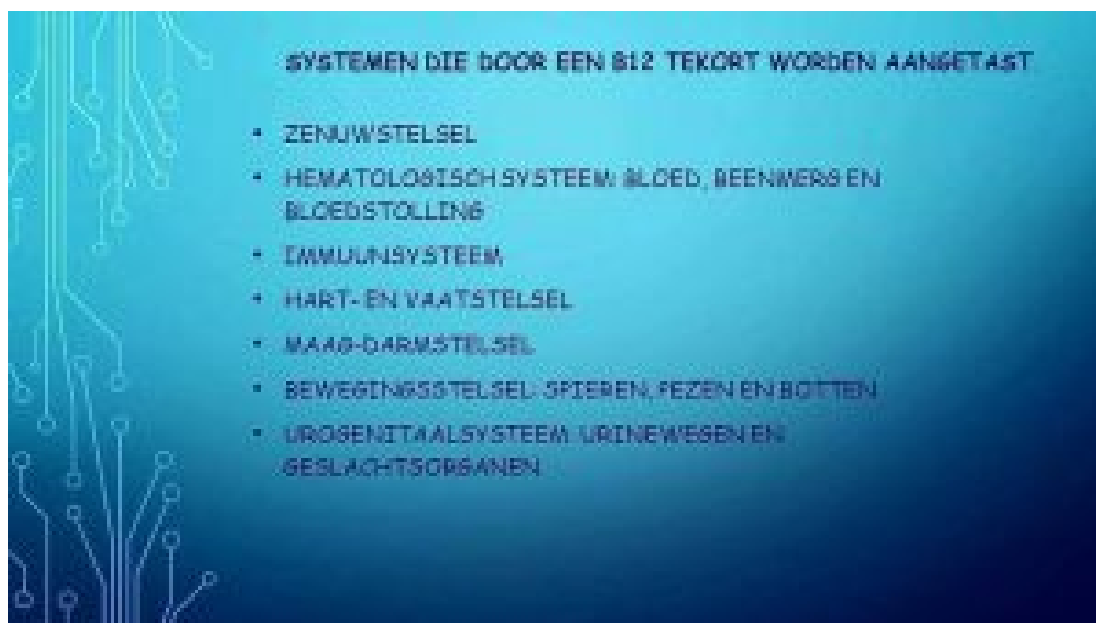 SYSTEMEN DIE DOOR EEN B12 TEKORT WORDEN AANGETAST
• ZENUWSTELSEL
• HEMATOLOGISCH SYSTEEM: BLOED, BEENMERG EN
BLOEDSTOLLING
• IMMUUNSYSTEEM
• HART- EN VAATSTELSEL
• MAAG-DARMSTELSEL
• BEWEGINGSSTELSEL: SPIEREN, PEZEN EN BOTTEN
• UROGENITAALSYSTEEM: URINEWEGEN EN
GESLACHTSORGANEN